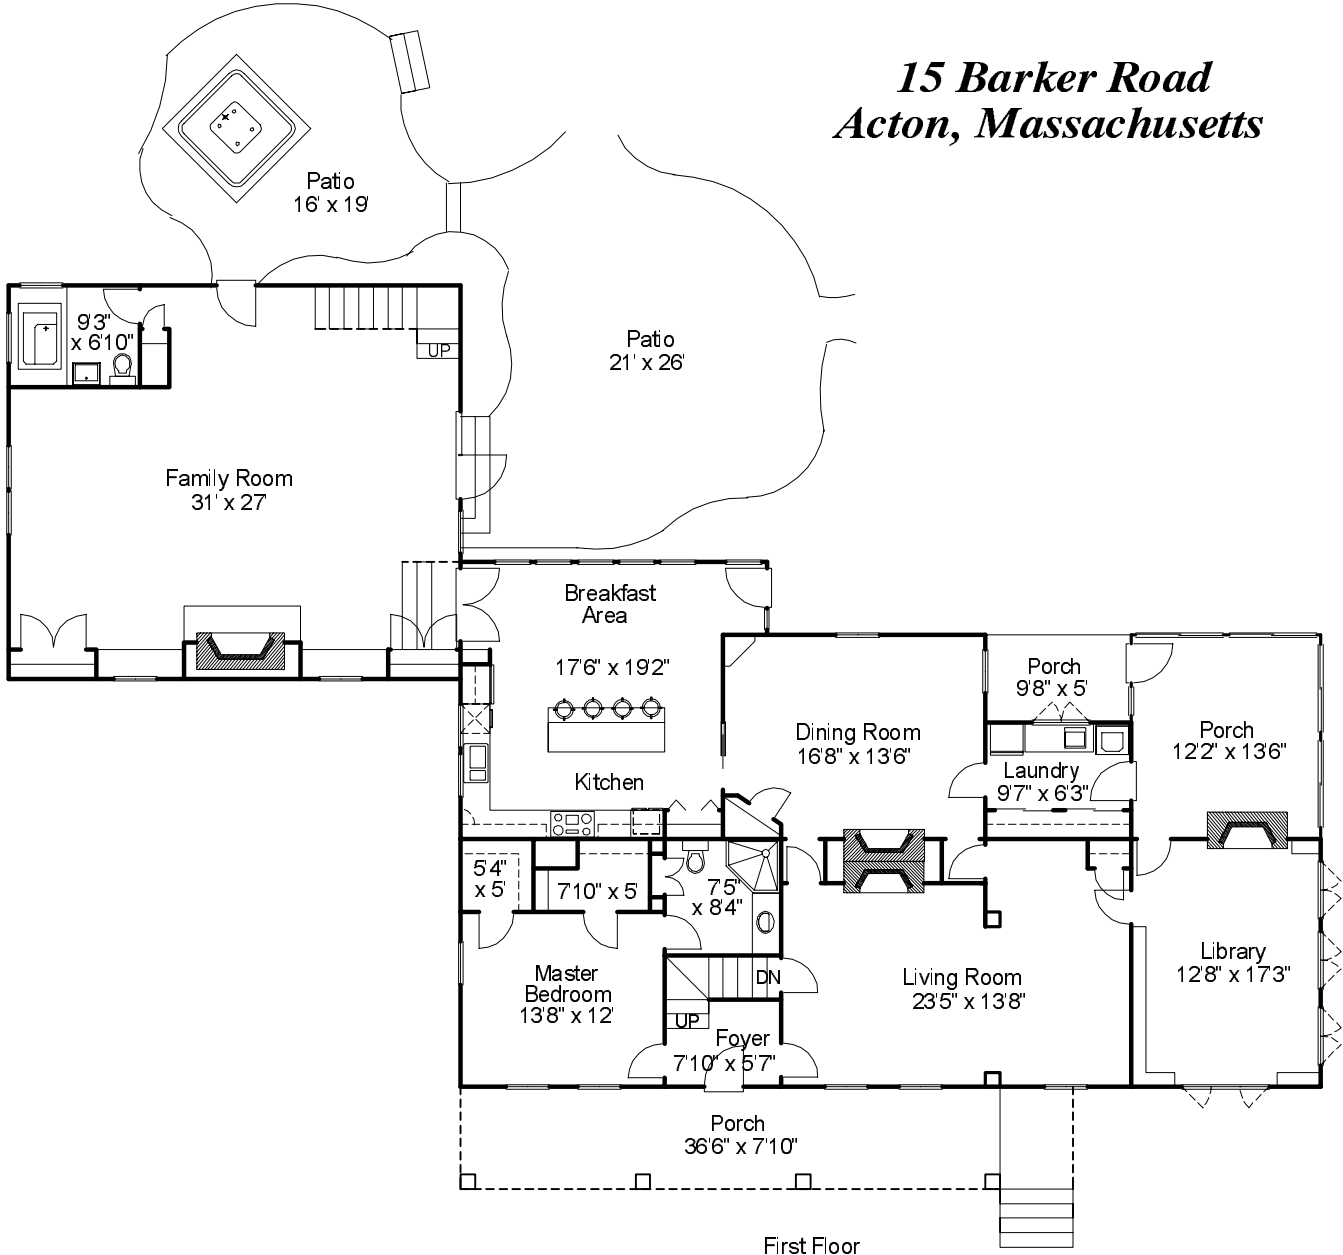 15 Barker Road
Acton, Massachusetts
Patio
16' x 19'
9'3"
x 6'10"
UP
Patio
21' x 26'
Family Room
31' x 27'
Breakfast
Area
17'6" x 19'2"
Kitchen
Dining Room
16'8" x 13'6"
Porch
9'8" x 5'
Laundry
9'7" x 6'3"
Porch
12'2" x 13'6"
5'4"
x 5'
7'10" x 5'
7'5"
x 8'4"
Master
Bedroom
13'8" x 12'
DN
UP
Foyer
7'10" x 5'7"
Living Room
23'5" x 13'8"
Library
12'8" x 17'3"
Porch
36'6" x 7'10"
First Floor